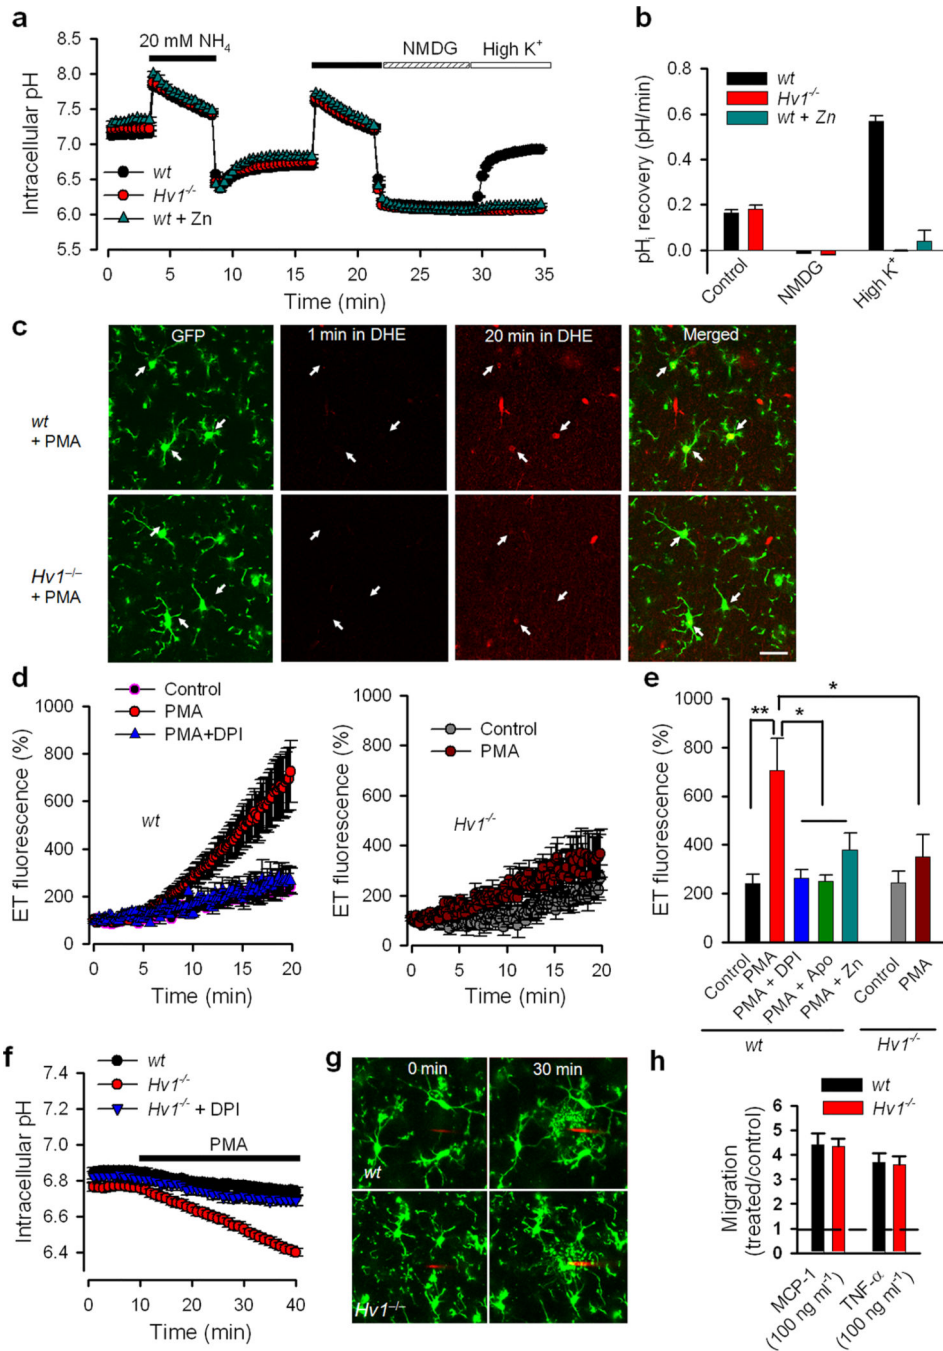 a
20 mM NH4
NMDG
High K+
Intracellular pH
8.5
8.0
7.5
7.0
6.5
6.0
5.5
wt
Hv1-/-
wt + Zn
0
5
10
15
20
25
30
35
Time (min)
b
pHi recovery (pH/min)
0.8
0.6
0.4
0.2
0.0
wt
Hv1-/-
wt + Zn
Control
NMDG
High K+
c
GFP
1 min in DHE
20 min in DHE
Merged
wt
+ PMA
Hv1-/-
+ PMA
d
ET fluorescence (%)
1000
800
600
400
200
0
Control
PMA
PMA+DPI
wt
0
5
10
15
20
Time (min)
ET fluorescence (%)
1000
800
600
400
200
0
Control
PMA
Hv1-/-
0
5
10
15
20
Time (min)
e
ET fluorescence (%)
1000
800
600
400
200
0
**
*
*
Control
PMA
PMA + DPI
PMA + Apo
PMA + Zn
Control
PMA
wt
Hv1-/-
f
Intracellular pH
7.4
7.2
7.0
6.8
6.6
6.4
wt
Hv1-/-
Hv1-/- + DPI
PMA
0
10
20
30
40
Time (min)
g
0 min
30 min
wt
Hv1-/-
h
wt
Hv1-/-
Migration
(treated/control)
6
5
4
3
2
1
0
MCP-1
(100 ng ml-1)
TNF-α
(100 ng ml-1)